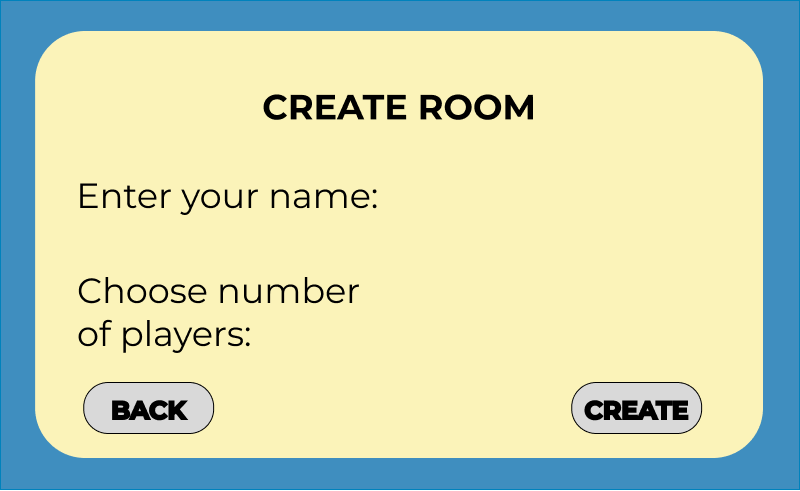 CREATE ROOM
Enter your name:
Choose number
of players:
BACK
CREATE